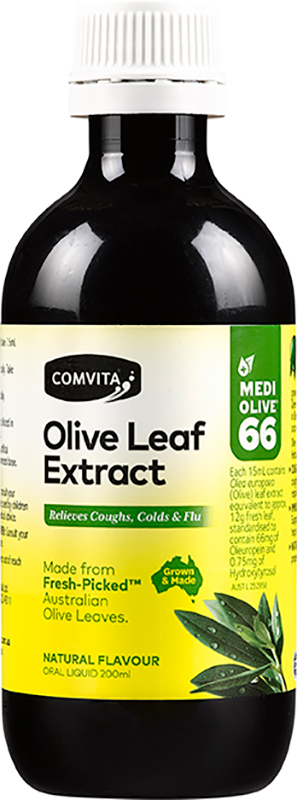 COMVITA
Olive Leaf
Extract
Relieves Coughs, Colds & Flu
Made from
Fresh-Picked™
Australian
Olive Leaves.
Grown
& Made
NATURAL FLAVOUR
ORAL LIQUID 200ml
MEDI
OLIVE™
66
Each 15mL contains
Olea europaea
(Olive) leaf extract
equivalent to approx
12g fresh leaf,
standardised to
contain 66mg of
Oleuropein and
0.75mg of
Hydroxytyrosol